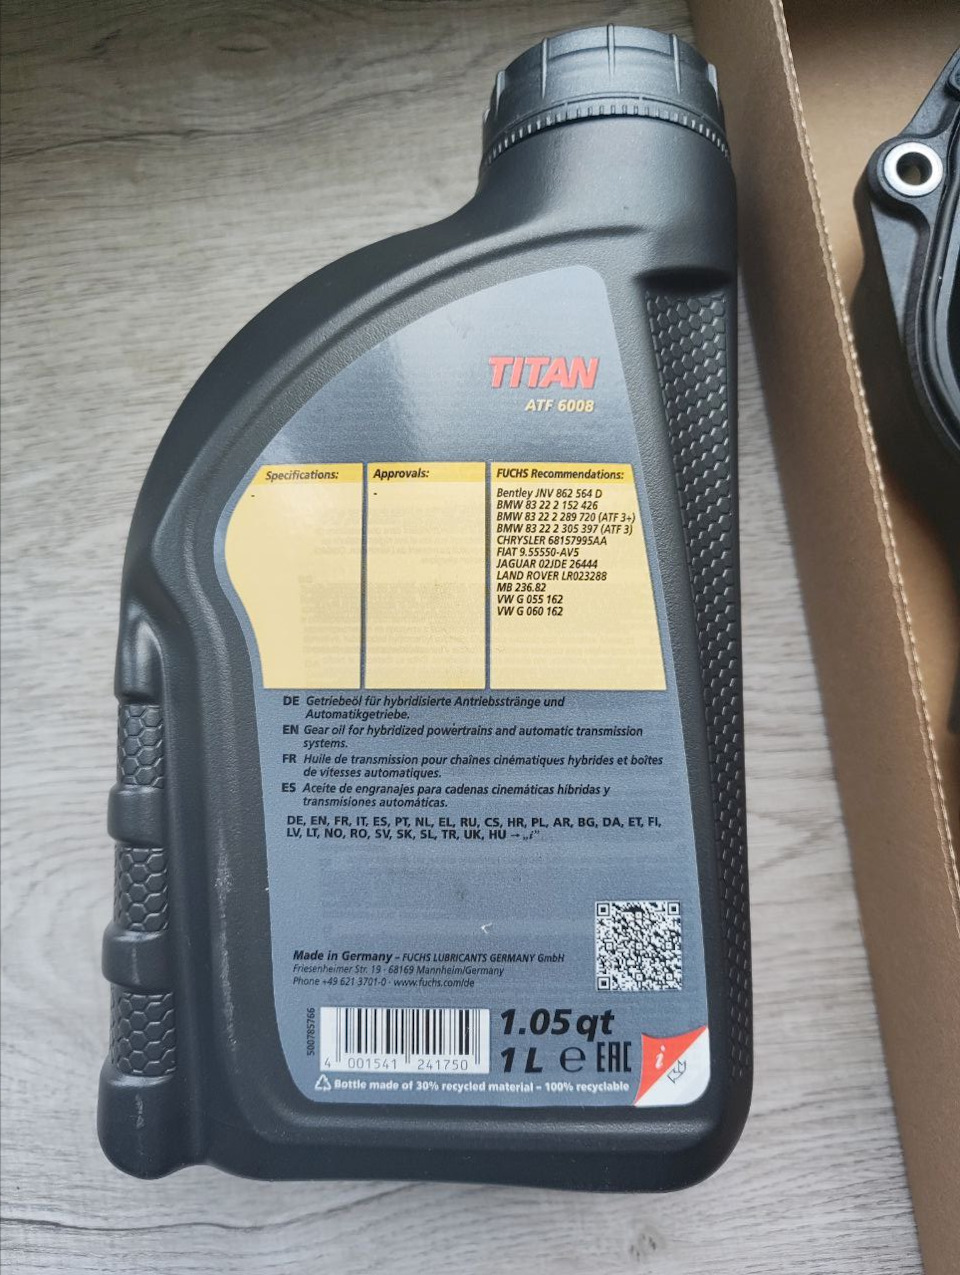 TITAN
ATF 6008
Specifications:
-
Approvals:
-
FUCHS Recommendations:
Bentley JNV 862 564 D
BMW 83 22 2 152 426
BMW 83 22 2 289 720 (ATF 3+)
BMW 83 22 2 305 397 (ATF 3)
CHRYSLER 68157995AA
FIAT 9.55550-AV5
JAGUAR 02JDE 26444
LAND ROVER LR023288
MB 236.82
VW G 055 162
VW G 060 162
DE Getriebeöl für hybridisierte Antriebsstränge und
Automatikgetriebe.
EN Gear oil for hybridized powertrains and automatic transmission
systems.
FR Huile de transmission pour chaînes cinématiques hybrides et boîtes
de vitesses automatiques.
ES Aceite de engranajes para cadenas cinemáticas híbridas y
transmisiones automáticas.
DE, EN, FR, IT, ES, PT, NL, EL, RU, CS, HR, PL, AR, BG, DA, ET, FI,
LV, LT, NO, RO, SV, SK, SL, TR, UK, HU → „i“
Made in Germany – FUCHS LUBRICANTS GERMANY GmbH
Friesenheimer Str. 19 · 68169 Mannheim/Germany
Phone +49 621 3701-0 · www.fuchs.com/de
500785766
4 001541 241750
1.05 qt
1 L e EAC
i
Bottle made of 30% recycled material – 100% recyclable